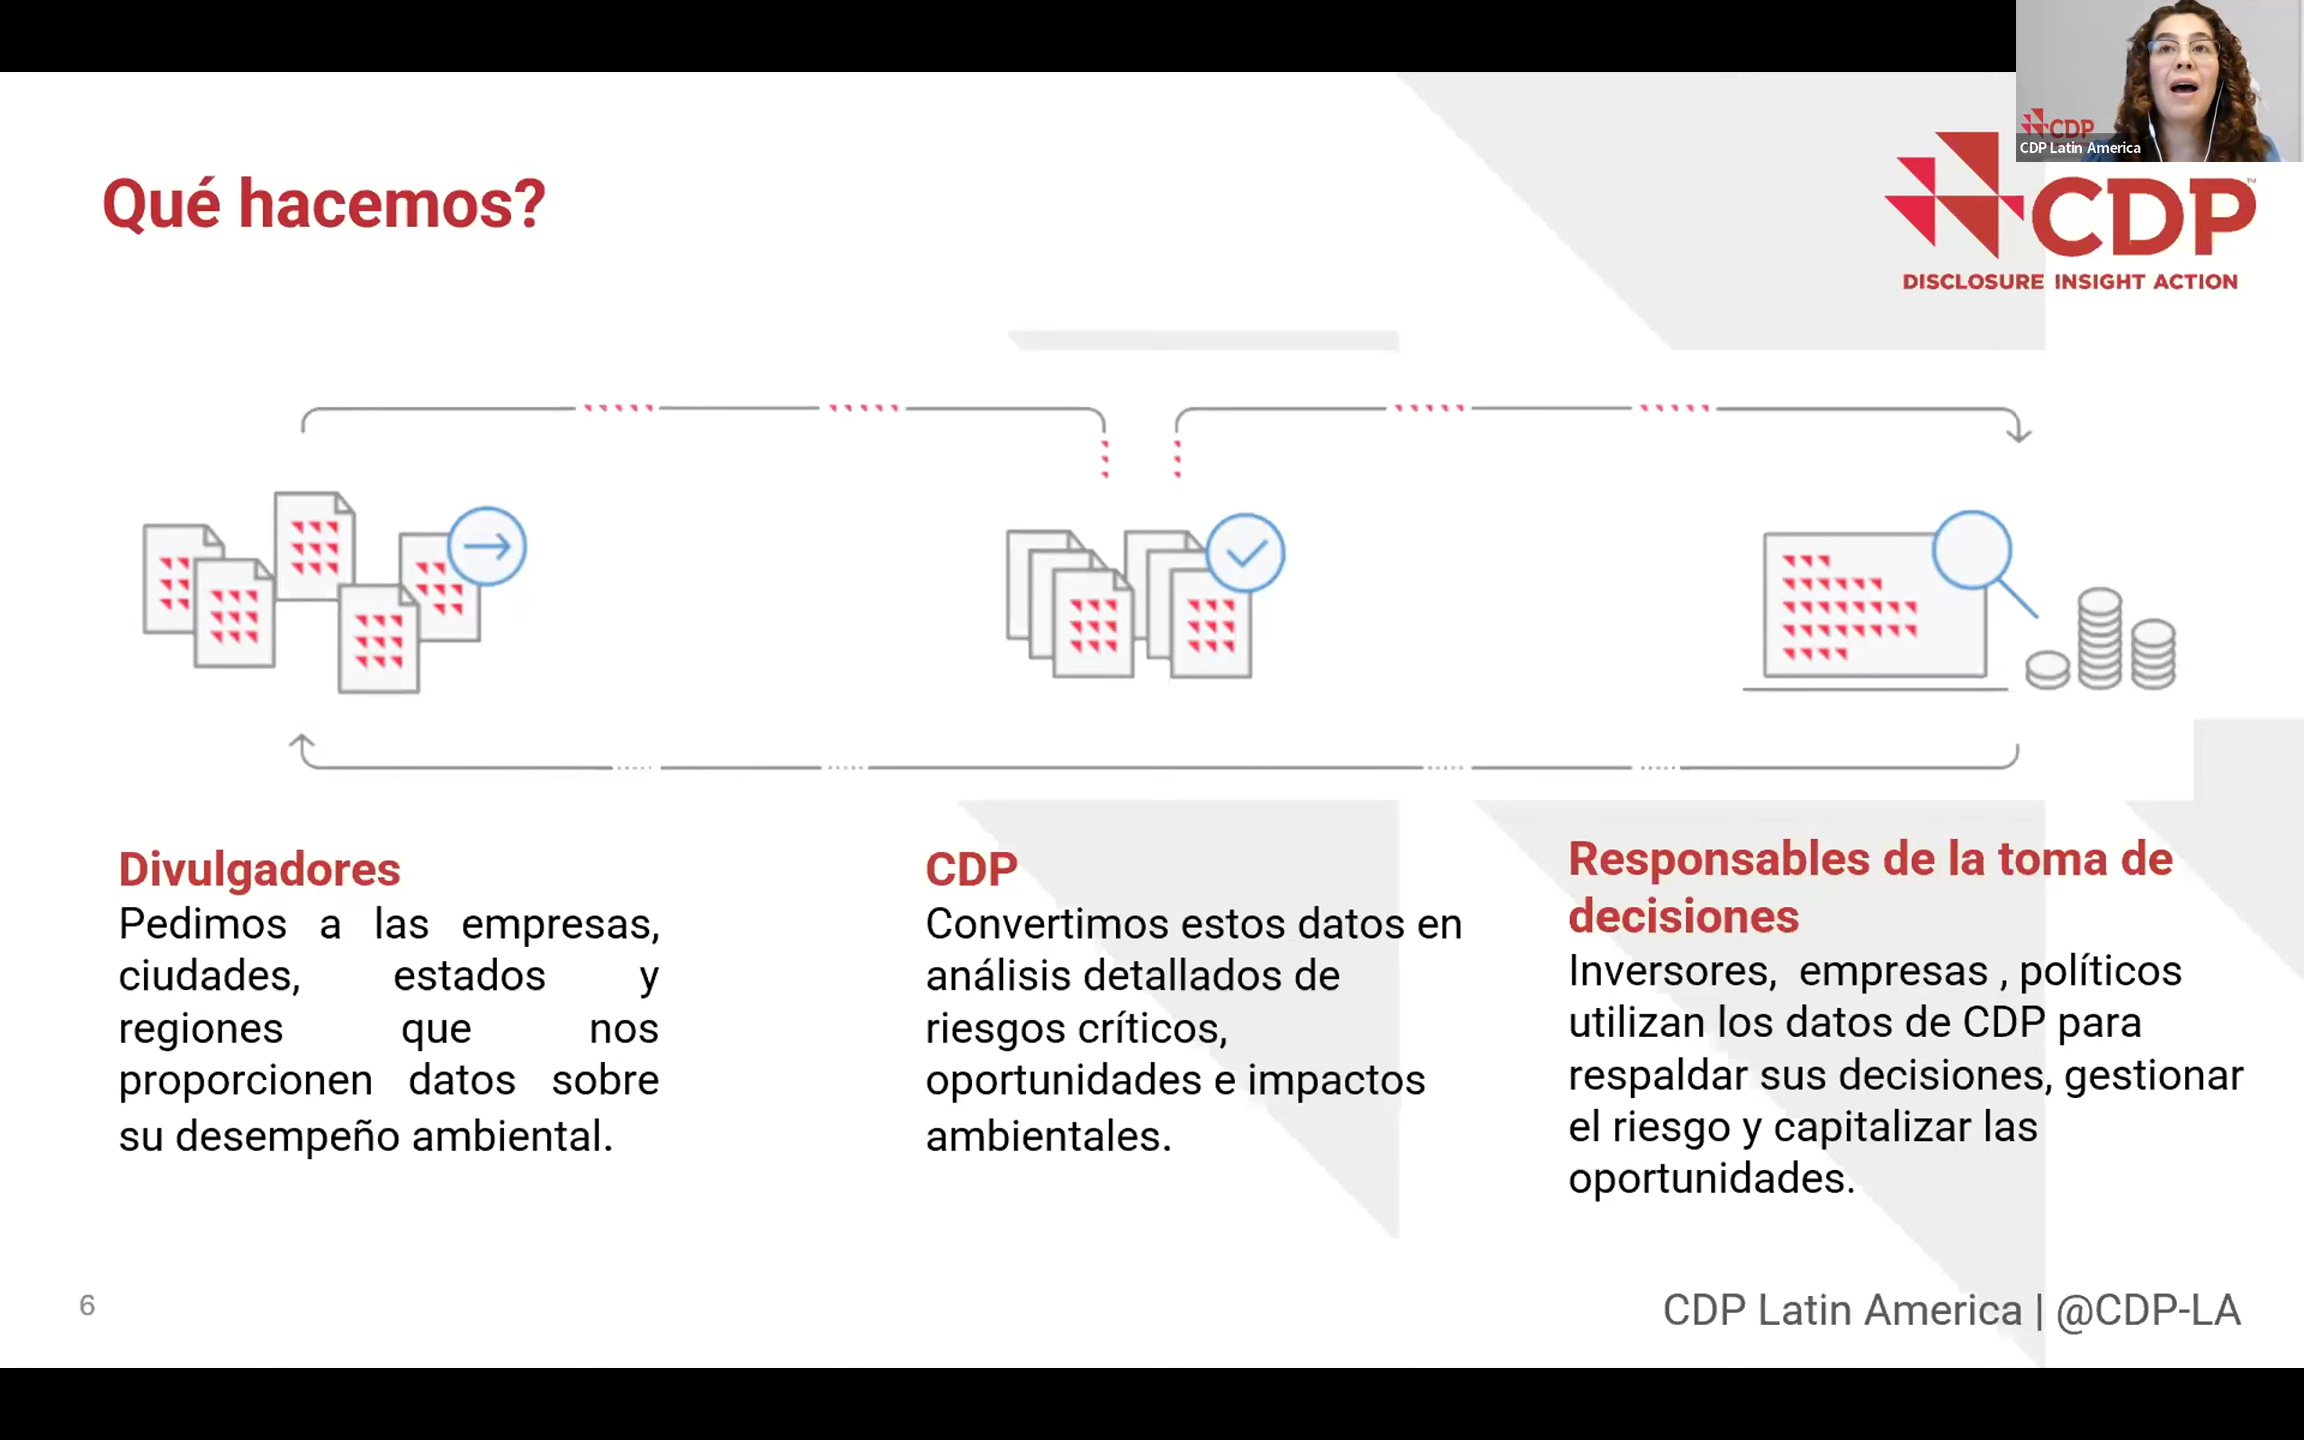 CDP
CDP Latin America
Qué hacemos?
CDP™
DISCLOSURE INSIGHT ACTION
Divulgadores
Pedimos a las empresas,
ciudades, estados y
regiones que nos
proporcionen datos sobre
su desempeño ambiental.
CDP
Convertimos estos datos en
análisis detallados de
riesgos críticos,
oportunidades e impactos
ambientales.
Responsables de la toma de
decisiones
Inversores, empresas , políticos
utilizan los datos de CDP para
respaldar sus decisiones, gestionar
el riesgo y capitalizar las
oportunidades.
6
CDP Latin America | @CDP-LA